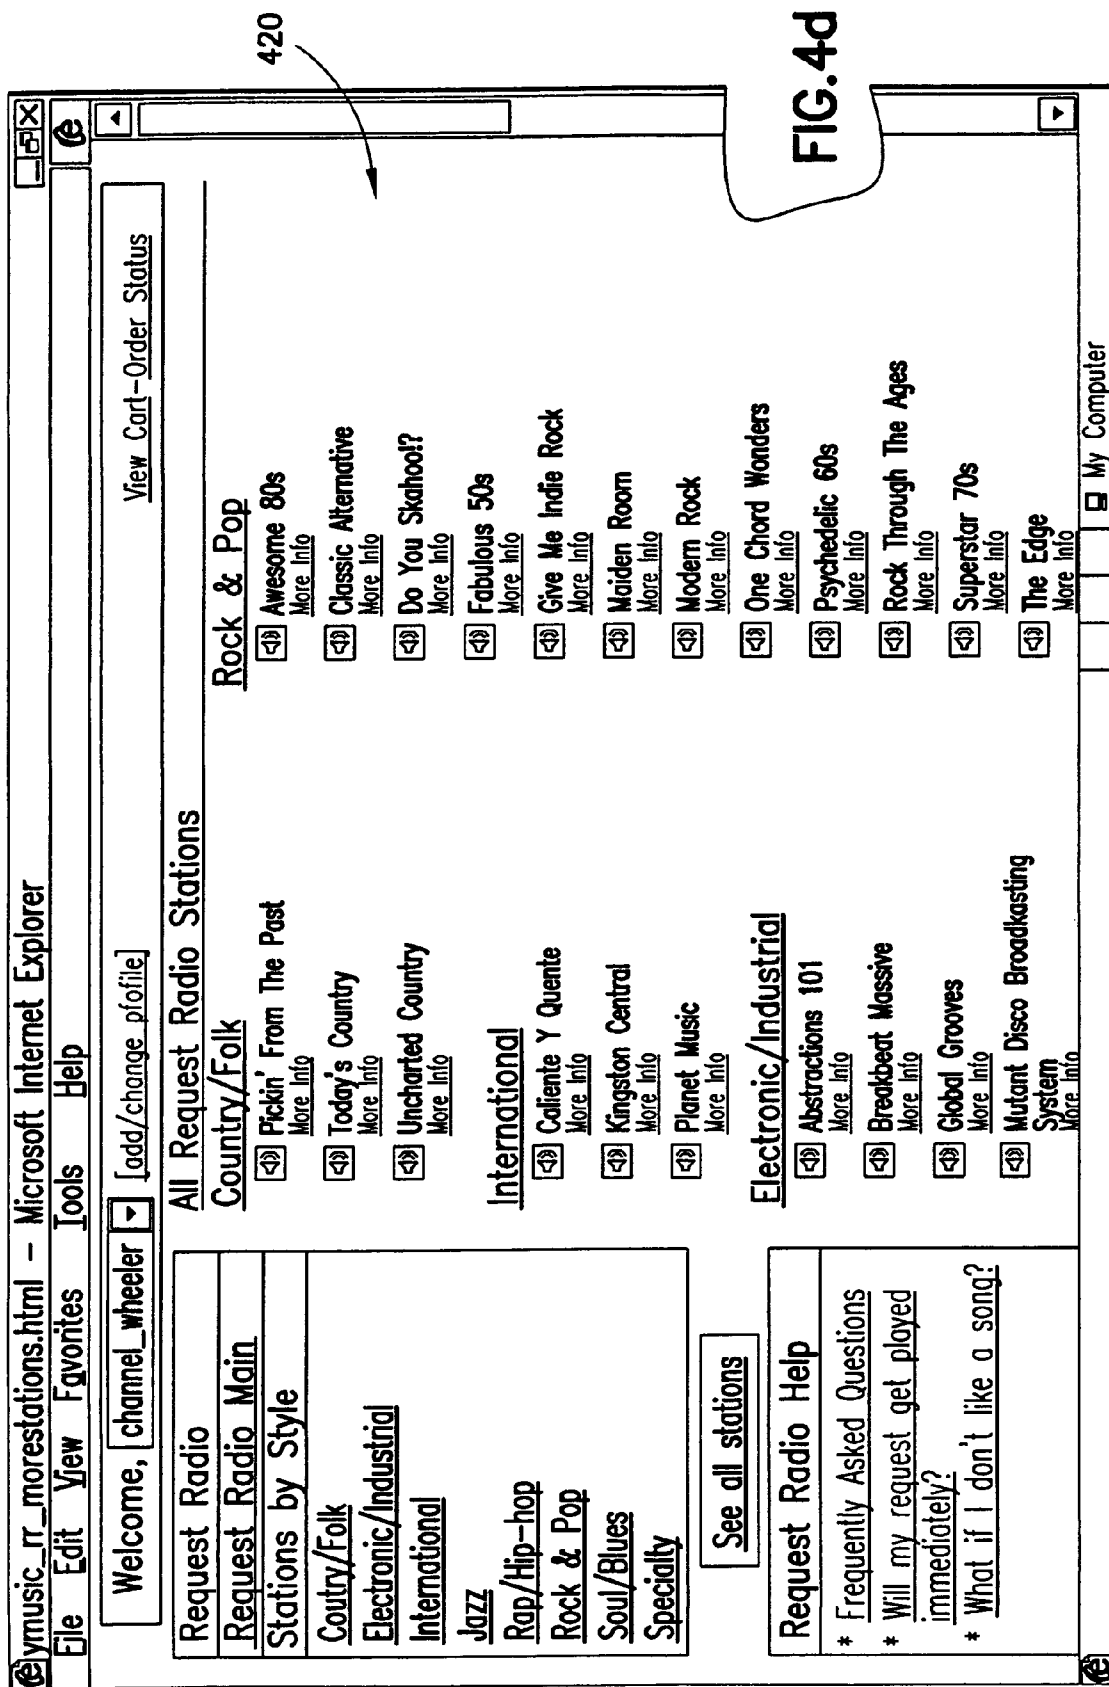 ymusic_rr_morestations.html – Microsoft Internet Explorer
File Edit View Favorites Tools Help
Welcome, channel_wheeler [add/change pfofile] View Cart-Order Status
Request Radio
Request Radio Main
Stations by Style
Coutry/Folk
Electronic/Industrial
International
Jazz
Rap/Hip-hop
Rock & Pop
Soul/Blues
Specialty
See all stations
Request Radio Help
* Frequently Asked Questions
* Will my request get played
immediately?
* What if I don't like a song?
All Request Radio Stations
Country/Folk
Pickin' From The Past
More Info
Today's Country
More Info
Uncharted Country
More Info
International
Caliente Y Quente
More Info
Kingston Central
More Info
Planet Music
More Info
Electronic/Industrial
Abstractions 101
More Info
Breakbeat Massive
More Info
Global Grooves
More Info
Mutant Disco Broadkasting
System
More Info
Rock & Pop
Awesome 80s
More Info
Classic Alternative
More Info
Do You Skahoo!?
More Info
Fabulous 50s
More Info
Give Me Indie Rock
More Info
Maiden Room
More Info
Modern Rock
More Info
One Chord Wonders
More Info
Psychedelic 60s
More Info
Rock Through The Ages
More Info
Superstar 70s
More Info
The Edge
More Info
My Computer
420
FIG.4d